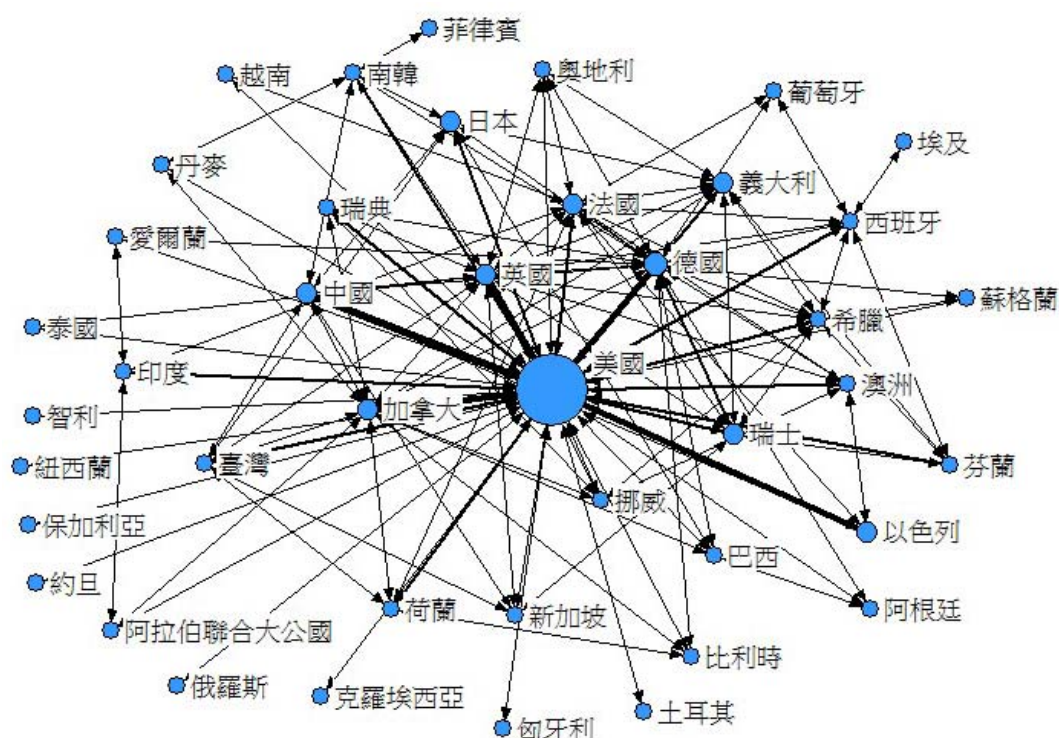 菲律賓
越南
南韓
奧地利
葡萄牙
日本
埃及
丹麥
義大利
瑞典
法國
西班牙
愛爾蘭
英國
德國
中國
蘇格蘭
泰國
希臘
印度
美國
澳洲
智利
加拿大
瑞士
紐西蘭
臺灣
芬蘭
挪威
保加利亞
以色列
巴西
約旦
荷蘭
新加坡
阿根廷
阿拉伯聯合大公國
比利時
俄羅斯
克羅埃西亞
土耳其
匈牙利